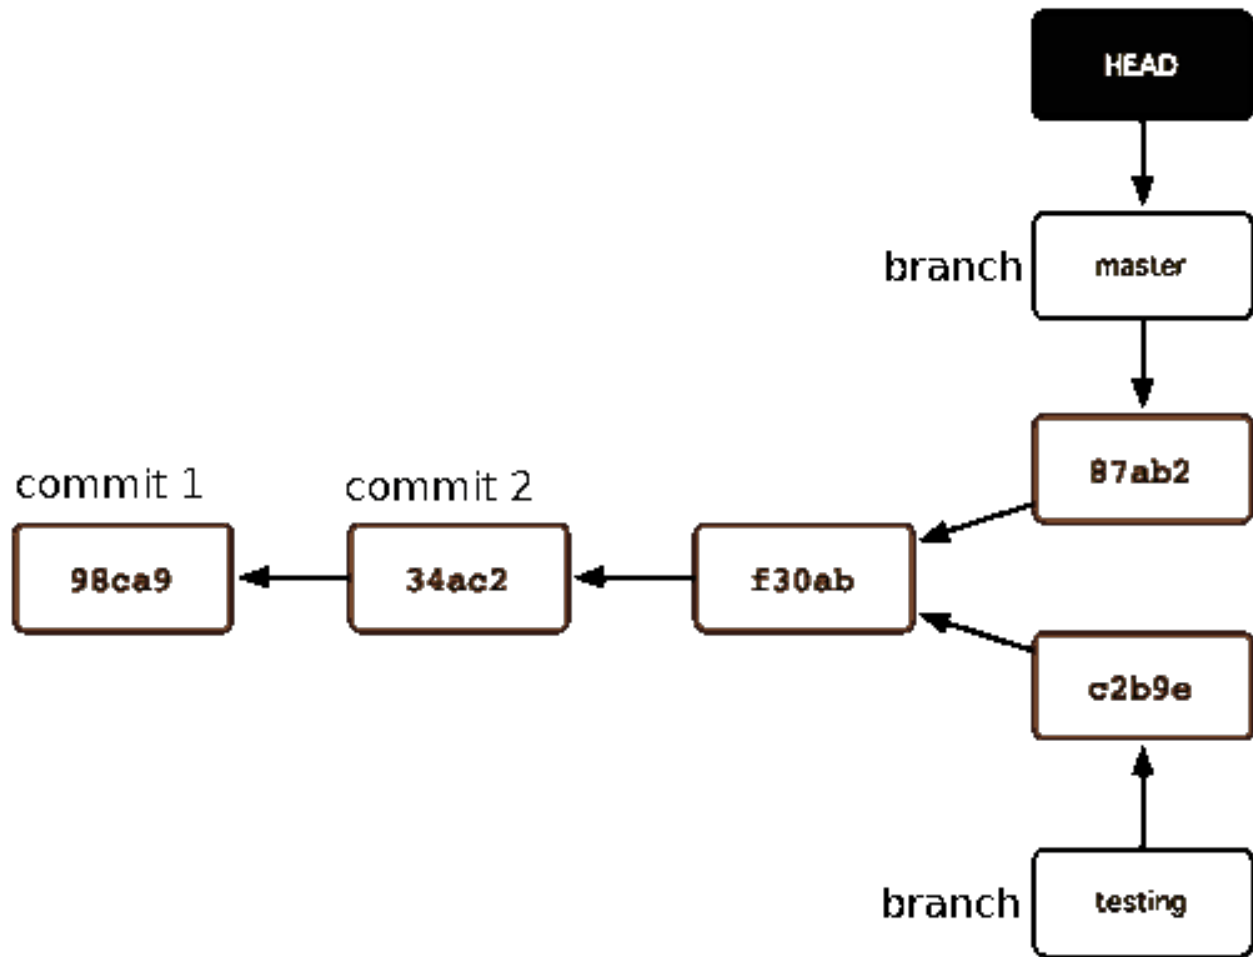 HEAD
branch
master
87ab2
commit 1
commit 2
98ca9
34ac2
f30ab
c2b9e
branch
testing